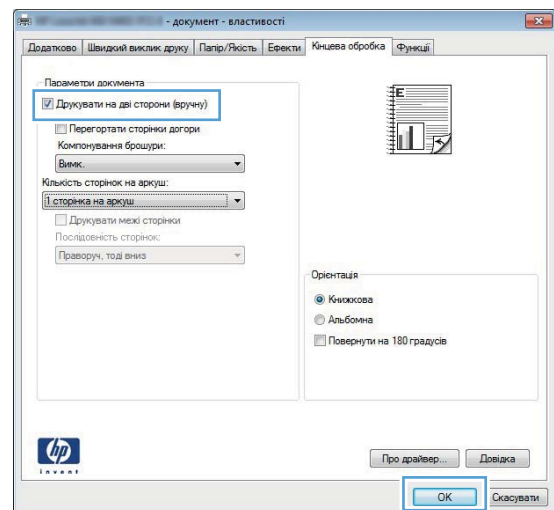 - документ - властивості
Додатково Швидкий виклик друку Папір/Якість Ефекти Кінцева обробка Функції
Параметри документа
Друкувати на дві сторони (вручну)
Перегортати сторінки догори
Компонування брошури:
Вимк.
Кількість сторінок на аркуш:
1 сторінка на аркуш
Друкувати межі сторінки
Послідовність сторінок:
Праворуч, тоді вниз
E
Орієнтація
Книжкова
Альбомна
Повернути на 180 градусів
hp
invent
Про драйвер... Довідка
OK Скасувати